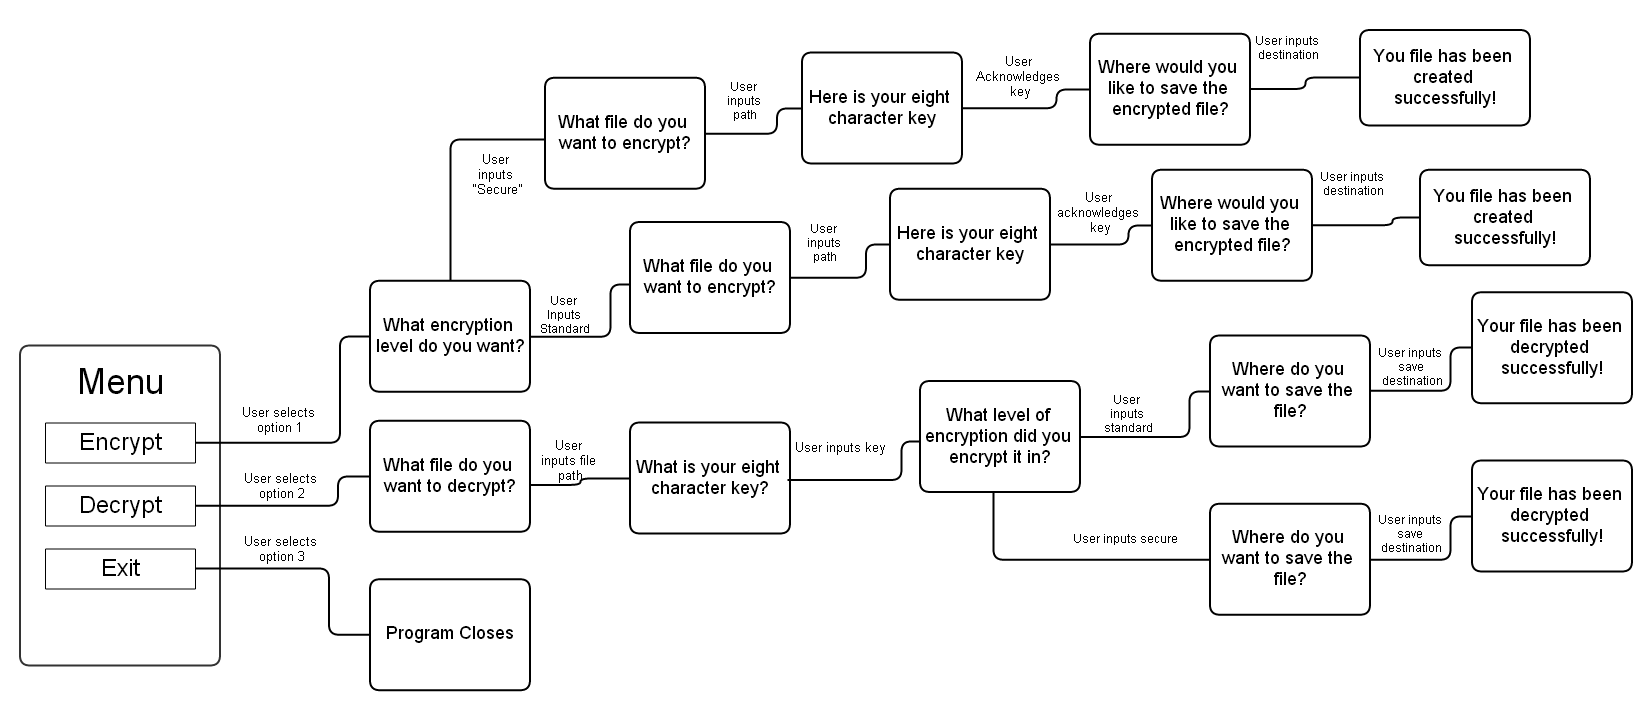 Menu
Encrypt
Decrypt
Exit
User selects
option 1
User selects
option 2
User selects
option 3
What encryption
level do you want?
User
inputs
"Secure"
What file do you
want to encrypt?
User
inputs
path
Here is your eight
character key
User
Acknowledges
key
Where would you
like to save the
encrypted file?
User inputs
destination
You file has been
created
successfully!
User
Inputs
Standard
What file do you
want to encrypt?
User
inputs
path
Here is your eight
character key
User
acknowledges
key
Where would you
like to save the
encrypted file?
User inputs
destination
You file has been
created
successfully!
What file do you
want to decrypt?
User
inputs file
path
What is your eight
character key?
User inputs key
What level of
encryption did you
encrypt it in?
User
inputs
standard
Where do you
want to save the
file?
User inputs
save
destination
Your file has been
decrypted
successfully!
User inputs secure
Where do you
want to save the
file?
User inputs
save
destination
Your file has been
decrypted
successfully!
Program Closes